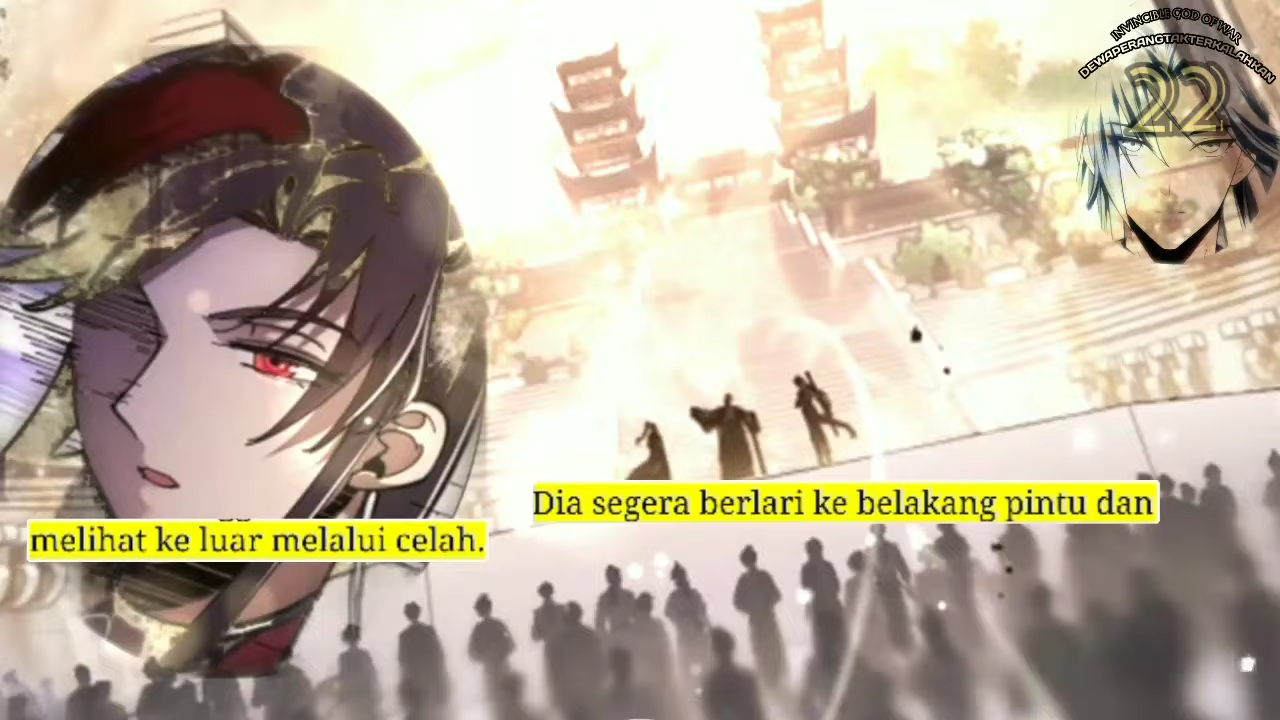 INVINCIBLE GOD OF WAR
DEWAPERANGTAKTERKALAHKAN
22
Dia segera berlari ke belakang pintu dan
melihat ke luar melalui celah.